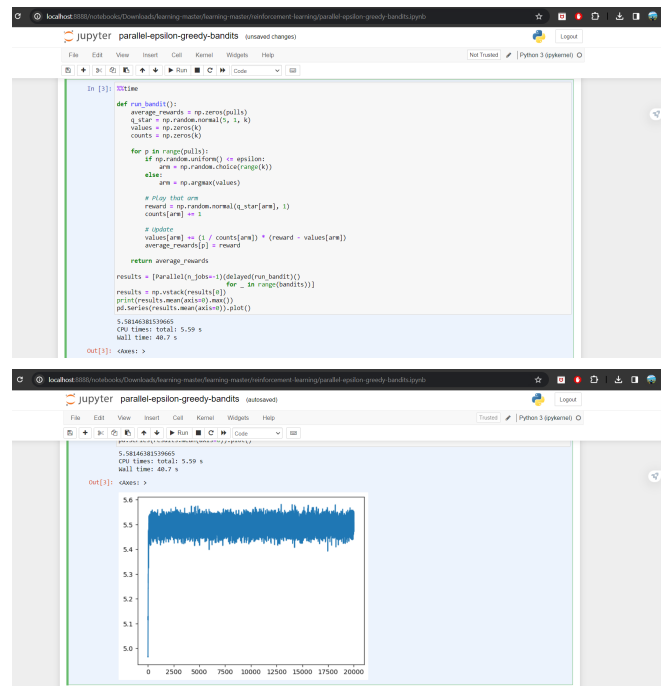 localhost:8888/notebooks/Downloads/learning-master/learning-master/reinforcement-learning/parallel-epsilon-greedy-bandits.ipynb
jupyter parallel-epsilon-greedy-bandits (unsaved changes)
Logout
File Edit View Insert Cell Kernel Widgets Help
Not Trusted
Python 3 (ipykernel)
Run
Code
In [3]: %%time
def run_bandit():
average_rewards = np.zeros(pulls)
q_star = np.random.normal(5, 1, k)
values = np.zeros(k)
counts = np.zeros(k)
for p in range(pulls):
if np.random.uniform() <= epsilon:
arm = np.random.choice(range(k))
else:
arm = np.argmax(values)
# Play that arm
reward = np.random.normal(q_star[arm], 1)
counts[arm] += 1
# Update
values[arm] += (1 / counts[arm]) * (reward - values[arm])
average_rewards[p] = reward
return average_rewards
results = [Parallel(n_jobs=-1)(delayed(run_bandit)()
for _ in range(bandits))]
results = np.vstack(results[0])
print(results.mean(axis=0).max())
pd.Series(results.mean(axis=0)).plot()
5.58146381539665
CPU times: total: 5.59 s
Wall time: 40.7 s
Out[3]: <Axes: >
localhost:8888/notebooks/Downloads/learning-master/learning-master/reinforcement-learning/parallel-epsilon-greedy-bandits.ipynb
jupyter parallel-epsilon-greedy-bandits (autosaved)
Logout
File Edit View Insert Cell Kernel Widgets Help
Trusted
Python 3 (ipykernel)
Run
Code
pd.Series(results.mean(axis=0)).plot()
5.58146381539665
CPU times: total: 5.59 s
Wall time: 40.7 s
Out[3]: <Axes: >
5.6
5.5
5.4
5.3
5.2
5.1
5.0
0 2500 5000 7500 10000 12500 15000 17500 20000